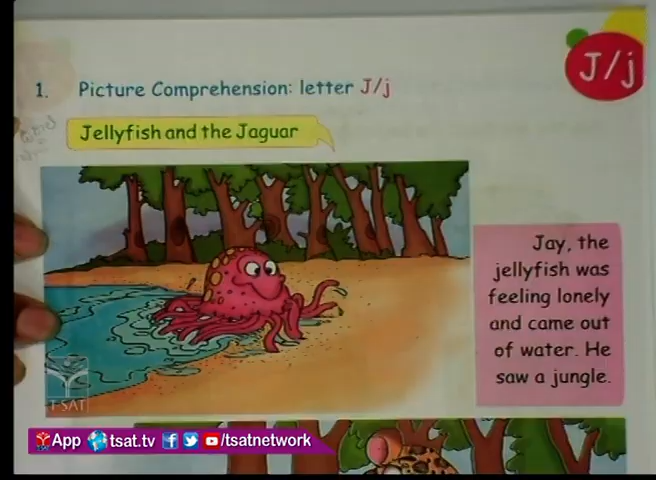 J/j
1. Picture Comprehension: letter J/j
Jellyfish and the Jaguar
Jay, the
jellyfish was
feeling lonely
and came out
of water. He
saw a jungle.
T-SAT
App tsat.tv /tsatnetwork